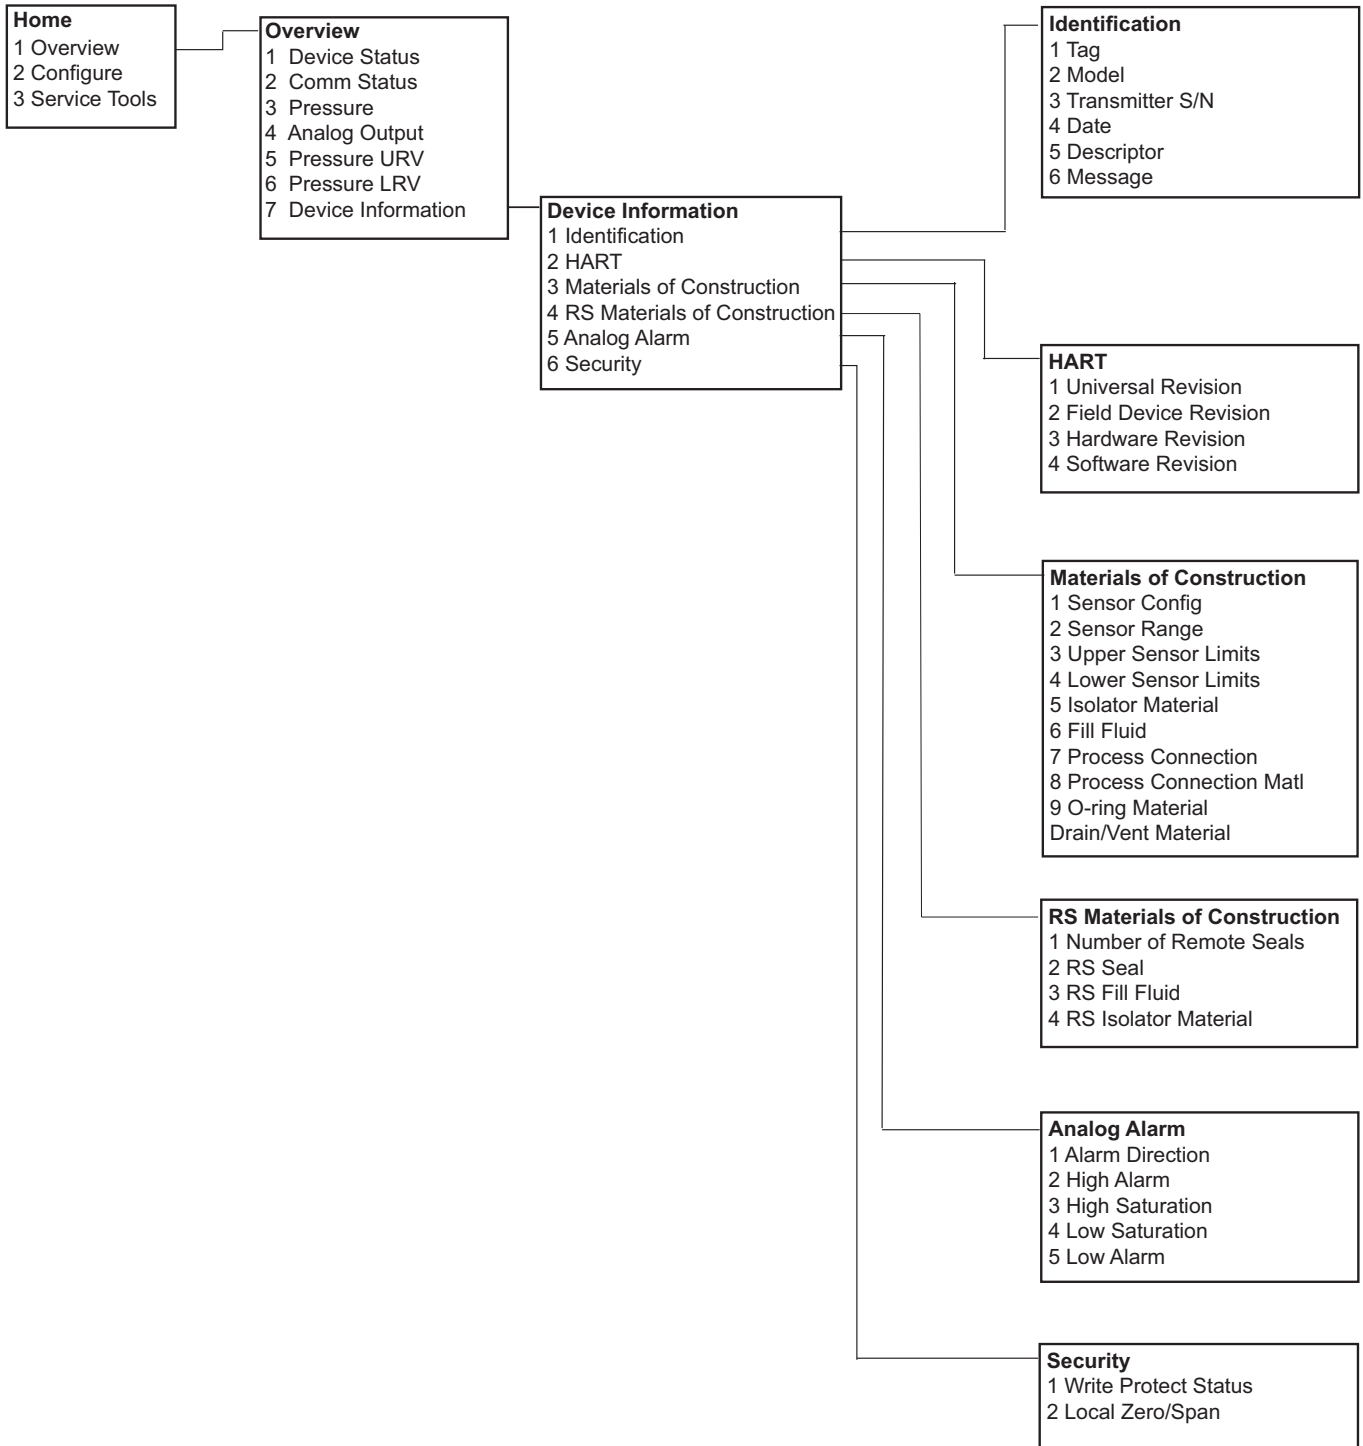 Home
1 Overview
2 Configure
3 Service Tools
Overview
1 Device Status
2 Comm Status
3 Pressure
4 Analog Output
5 Pressure URV
6 Pressure LRV
7 Device Information
Device Information
1 Identification
2 HART
3 Materials of Construction
4 RS Materials of Construction
5 Analog Alarm
6 Security
Identification
1 Tag
2 Model
3 Transmitter S/N
4 Date
5 Descriptor
6 Message
HART
1 Universal Revision
2 Field Device Revision
3 Hardware Revision
4 Software Revision
Materials of Construction
1 Sensor Config
2 Sensor Range
3 Upper Sensor Limits
4 Lower Sensor Limits
5 Isolator Material
6 Fill Fluid
7 Process Connection
8 Process Connection Matl
9 O-ring Material
Drain/Vent Material
RS Materials of Construction
1 Number of Remote Seals
2 RS Seal
3 RS Fill Fluid
4 RS Isolator Material
Analog Alarm
1 Alarm Direction
2 High Alarm
3 High Saturation
4 Low Saturation
5 Low Alarm
Security
1 Write Protect Status
2 Local Zero/Span